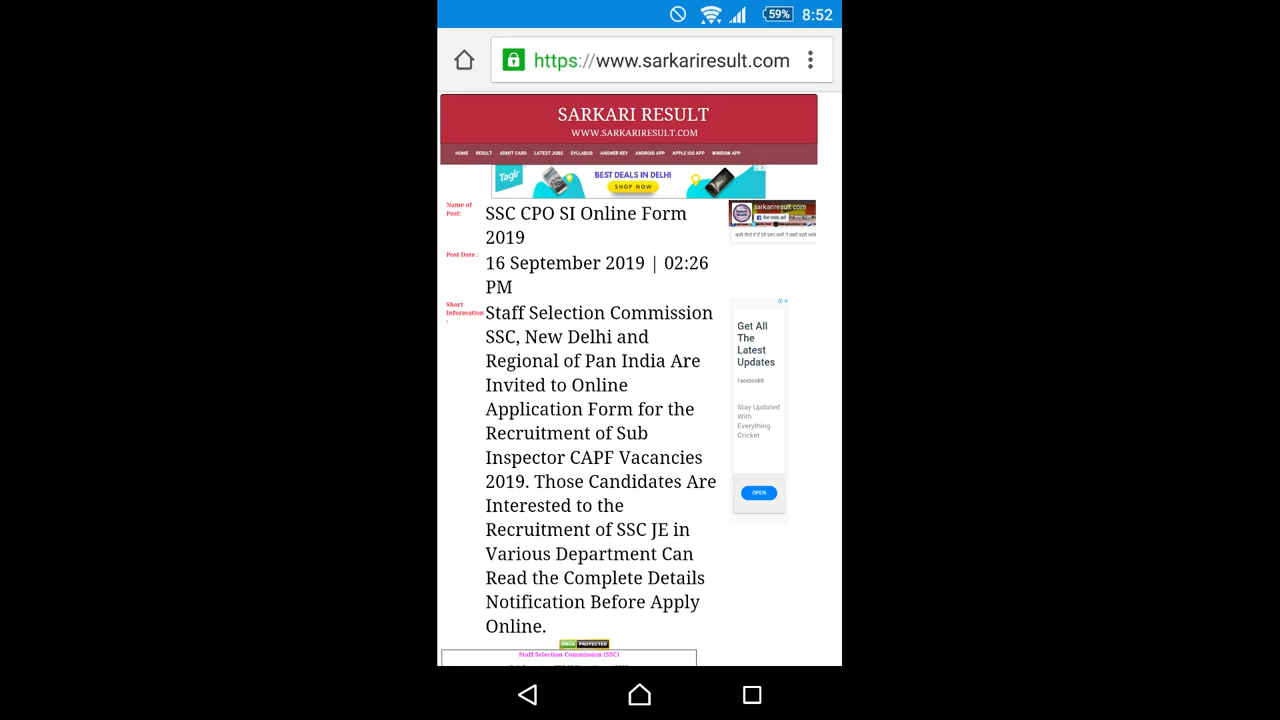 59% 8:52
https://www.sarkariresult.com
SARKARI RESULT
WWW.SARKARIRESULT.COM
HOME RESULT ADMIT CARD LATEST JOBS SYLLABUS ANSWER KEY ANDROID APP APPLE IOS APP WINDOW APP
Taglr
BEST DEALS IN DELHI
SHOP NOW
Name of
Post:
SSC CPO SI Online Form
2019
sarkariresult.com
Post Date :
16 September 2019 | 02:26
PM
Short
Information
:
Staff Selection Commission
SSC, New Delhi and
Regional of Pan India Are
Invited to Online
Application Form for the
Recruitment of Sub
Inspector CAPF Vacancies
2019. Those Candidates Are
Interested to the
Recruitment of SSC JE in
Various Department Can
Read the Complete Details
Notification Before Apply
Online.
Get All
The
Latest
Updates
Facebook®
Stay Updated
With
Everything
Cricket
OPEN
DMCA PROTECTED
Staff Selection Commission (SSC)